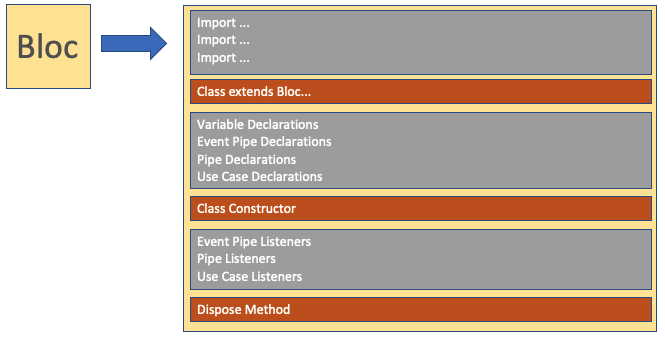 Bloc
Import ...
Import ...
Import ...
Class extends Bloc...
Variable Declarations
Event Pipe Declarations
Pipe Declarations
Use Case Declarations
Class Constructor
Event Pipe Listeners
Pipe Listeners
Use Case Listeners
Dispose Method